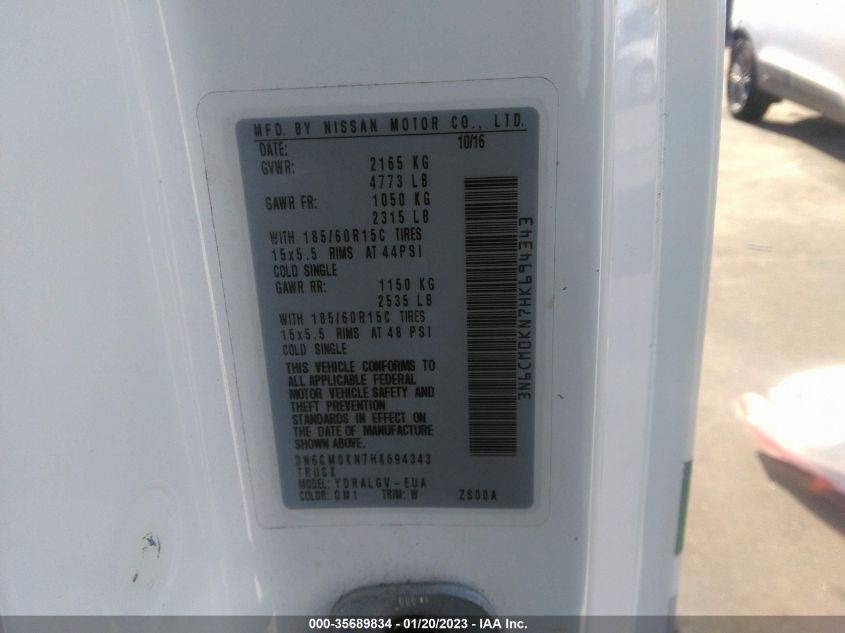 MFD. BY NISSAN MOTOR CO., LTD.
DATE: 10/16
GVWR: 2165 KG
4773 LB
GAWR FR: 1050 KG
2315 LB
WITH 185/60R15C TIRES
15x5.5 RIMS AT 44PSI
COLD SINGLE
GAWR RR: 1150 KG
2535 LB
WITH 185/60R15C TIRES
15x5.5 RIMS AT 48 PSI
COLD SINGLE
THIS VEHICLE CONFORMS TO
ALL APPLICABLE FEDERAL
MOTOR VEHICLE SAFETY AND
THEFT PREVENTION
STANDARDS IN EFFECT ON
THE DATE OF MANUFACTURE
SHOWN ABOVE.
3N6CM0KN7HK694343
TRUCK
MODEL: YDRALGV-EUA
COLOR: QM1 TRIM: W ZS00A
3N6CM0KN7HK694343
000-35689834 - 01/20/2023 - IAA Inc.